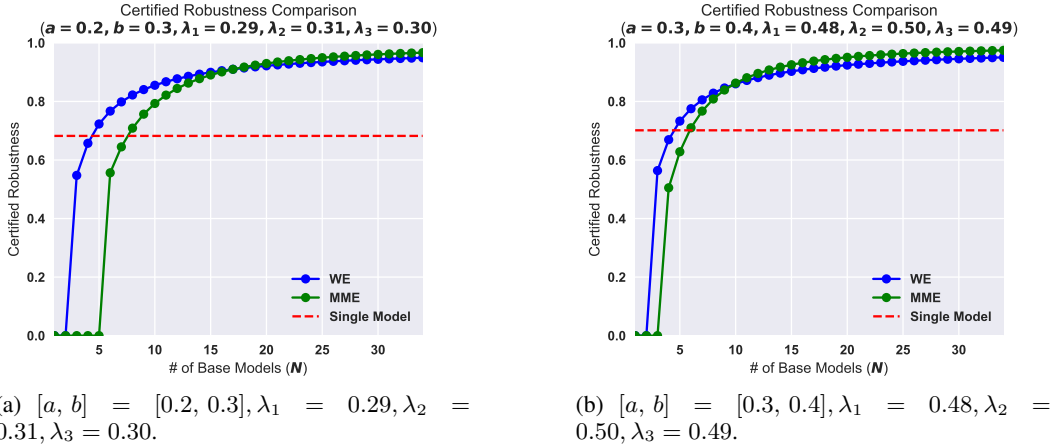 Certified Robustness Comparison
(a = 0.2, b = 0.3, λ₁ = 0.29, λ₂ = 0.31, λ₃ = 0.30)
Certified Robustness
1.0
0.8
0.6
0.4
0.2
0.0
WE
MME
Single Model
5 10 15 20 25 30
# of Base Models (N)
(a) [a, b] = [0.2, 0.3], λ₁ = 0.29, λ₂ =
0.31, λ₃ = 0.30.
Certified Robustness Comparison
(a = 0.3, b = 0.4, λ₁ = 0.48, λ₂ = 0.50, λ₃ = 0.49)
Certified Robustness
1.0
0.8
0.6
0.4
0.2
0.0
WE
MME
Single Model
5 10 15 20 25 30
# of Base Models (N)
(b) [a, b] = [0.3, 0.4], λ₁ = 0.48, λ₂ =
0.50, λ₃ = 0.49.